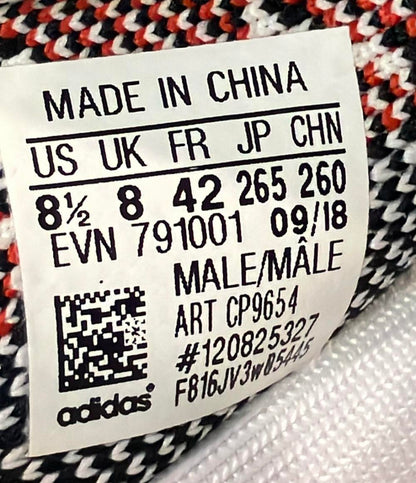 MADE IN CHINA
US UK FR JP CHN
8½ 8 42 265 260
EVN 791001 09/18
MALE/MÂLE
ART CP9654
#120825327
F816JV3W85445
adidas®